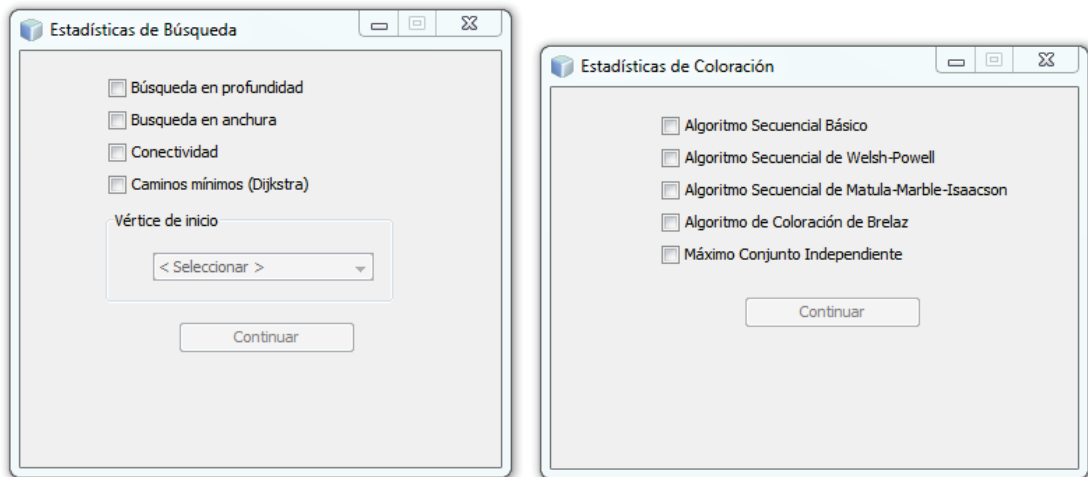 Estadísticas de Búsqueda
Búsqueda en profundidad
Busqueda en anchura
Conectividad
Caminos mínimos (Dijkstra)
Vértice de inicio
< Seleccionar >
Continuar
Estadísticas de Coloración
Algoritmo Secuencial Básico
Algoritmo Secuencial de Welsh-Powell
Algoritmo Secuencial de Matula-Marble-Isaacson
Algoritmo de Coloración de Brelaz
Máximo Conjunto Independiente
Continuar